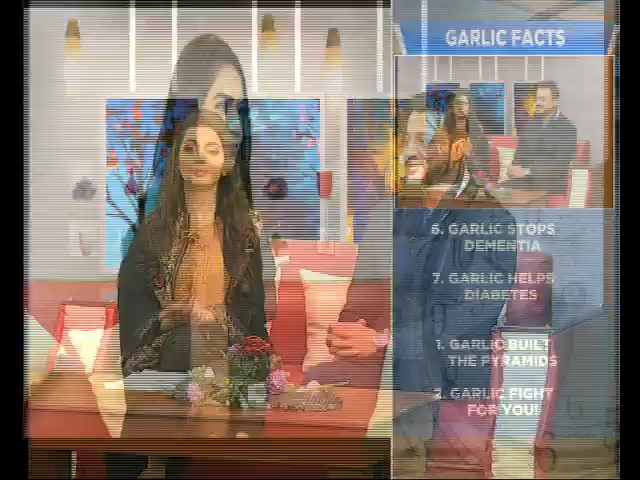 GARLIC FACTS
6. GARLIC STOPS
DEMENTIA
7. GARLIC HELPS
DIABETES
1. GARLIC BUILT
THE PYRAMIDS
2. GARLIC FIGHT
FOR YOU!